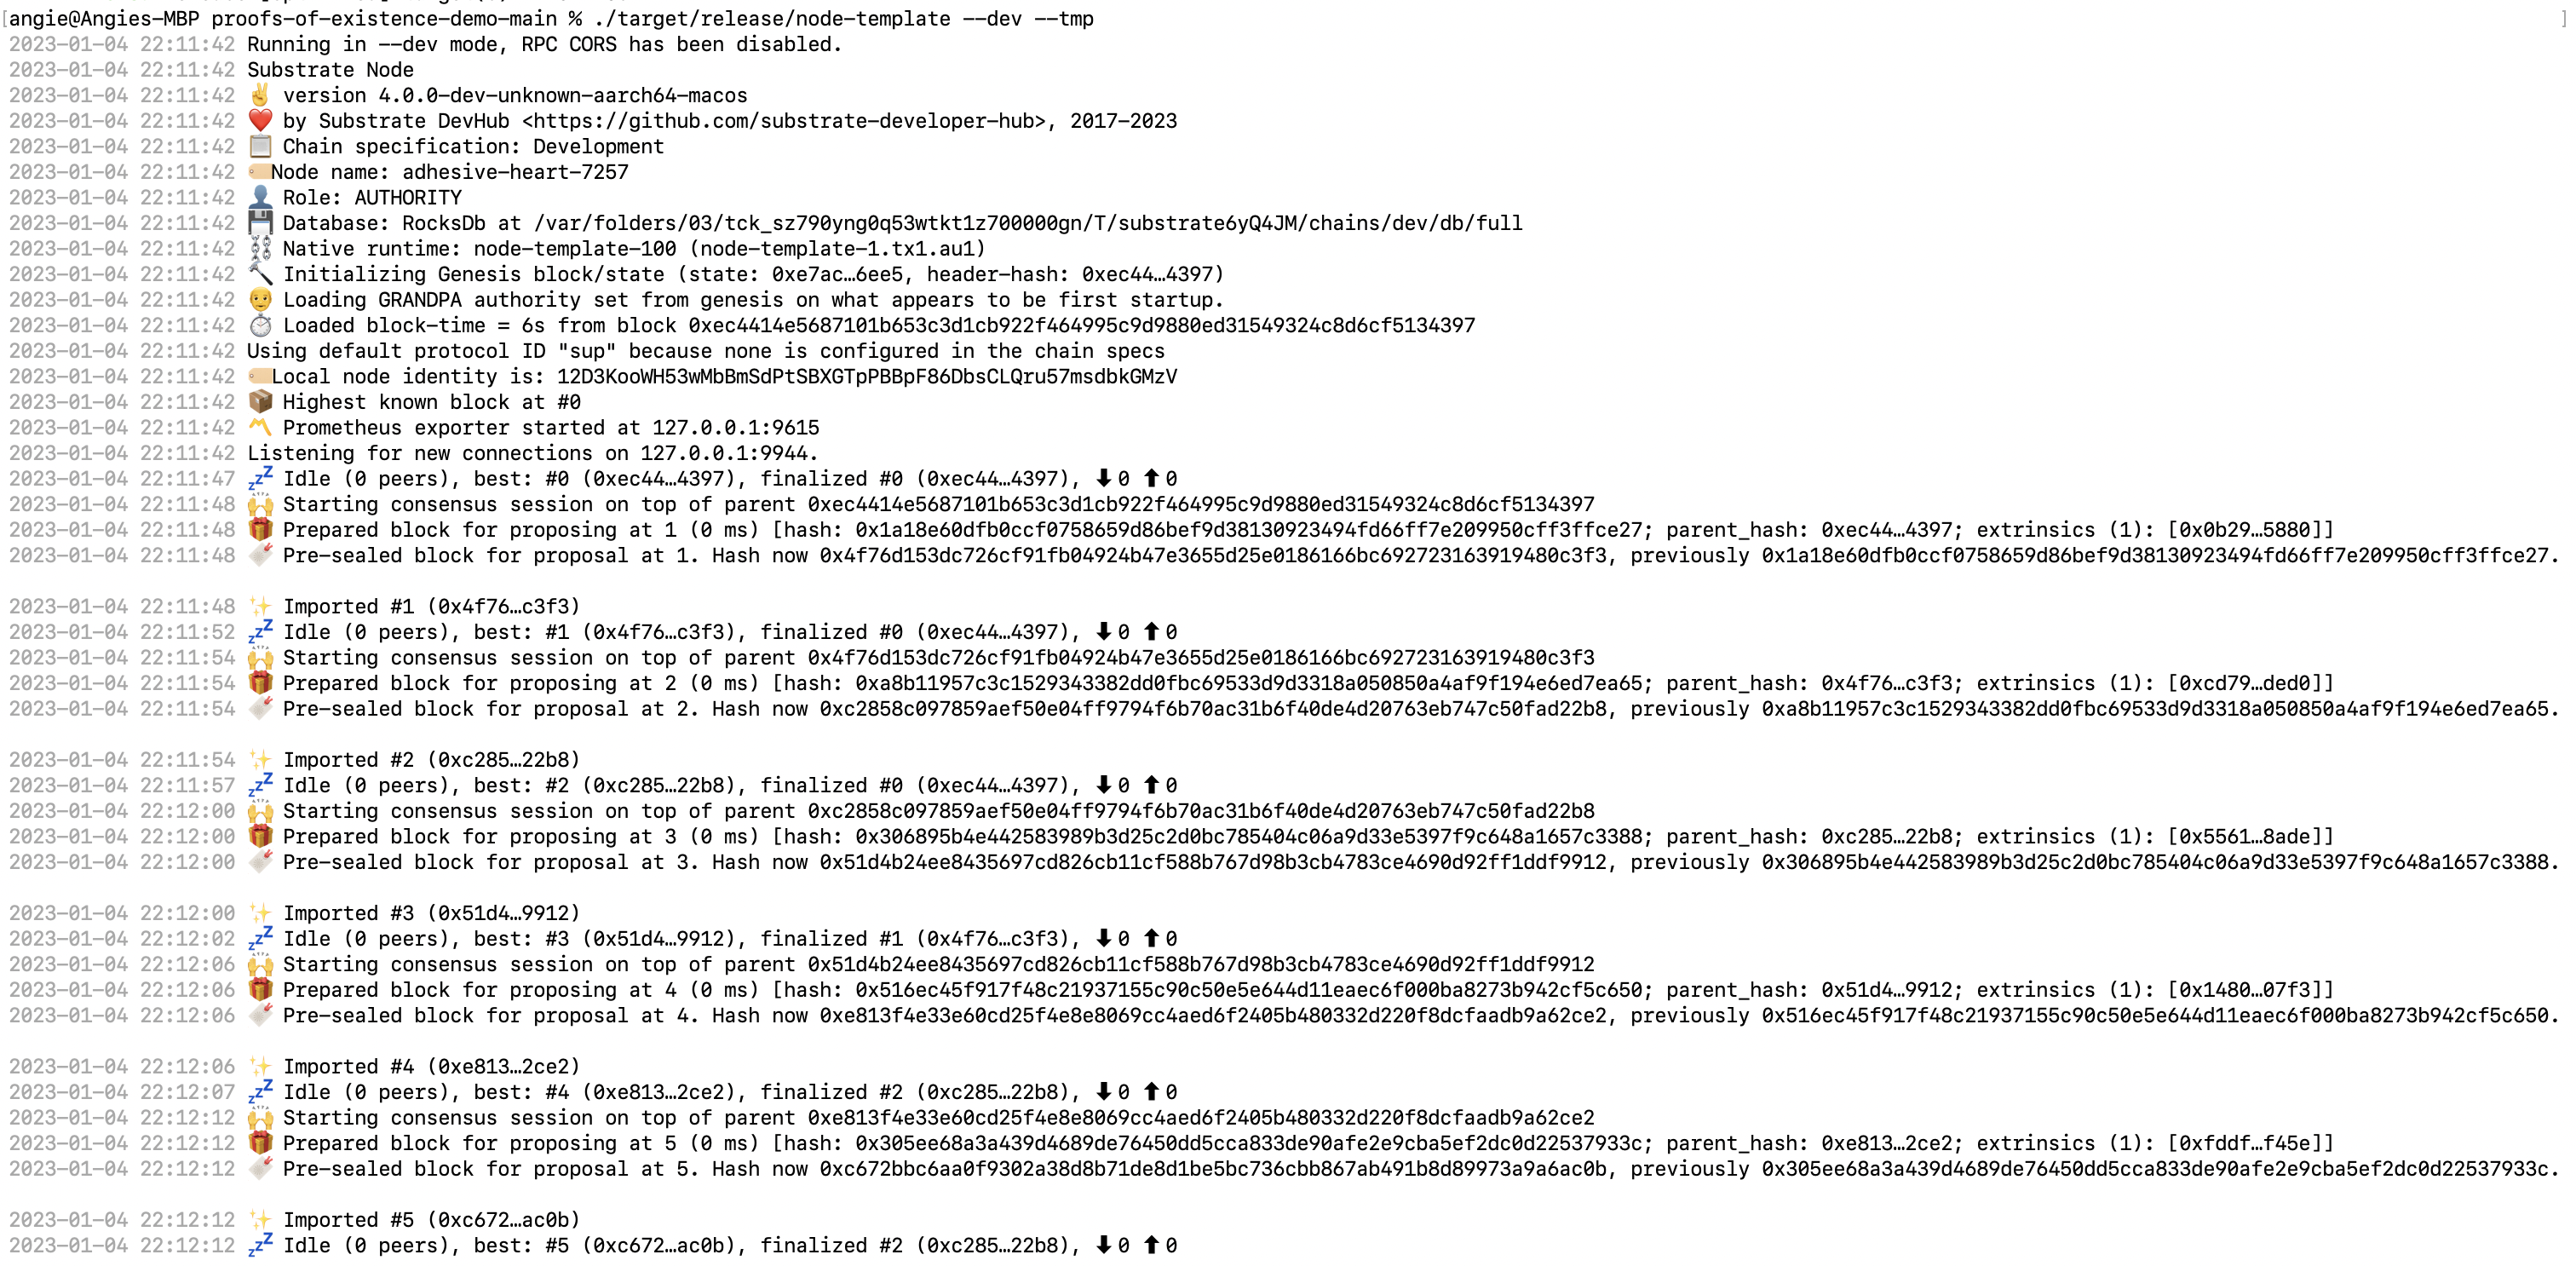 [angie@Angies-MBP proofs-of-existence-demo-main % ./target/release/node-template --dev --tmp ]
2023-01-04 22:11:42 Running in --dev mode, RPC CORS has been disabled.
2023-01-04 22:11:42 Substrate Node
2023-01-04 22:11:42 ✌️ version 4.0.0-dev-unknown-aarch64-macos
2023-01-04 22:11:42 ❤️ by Substrate DevHub <https://github.com/substrate-developer-hub>, 2017-2023
2023-01-04 22:11:42 📋 Chain specification: Development
2023-01-04 22:11:42 🏷 Node name: adhesive-heart-7257
2023-01-04 22:11:42 👤 Role: AUTHORITY
2023-01-04 22:11:42 💾 Database: RocksDb at /var/folders/03/tck_sz790yng0q53wtkt1z700000gn/T/substrate6yQ4JM/chains/dev/db/full
2023-01-04 22:11:42 ⛓ Native runtime: node-template-100 (node-template-1.tx1.au1)
2023-01-04 22:11:42 🔨 Initializing Genesis block/state (state: 0xe7ac…6ee5, header-hash: 0xec44…4397)
2023-01-04 22:11:42 👴 Loading GRANDPA authority set from genesis on what appears to be first startup.
2023-01-04 22:11:42 ⏱ Loaded block-time = 6s from block 0xec4414e5687101b653c3d1cb922f464995c9d9880ed31549324c8d6cf5134397
2023-01-04 22:11:42 Using default protocol ID "sup" because none is configured in the chain specs
2023-01-04 22:11:42 🏷 Local node identity is: 12D3KooWH53wMbBmSdPtSBXGTpPBBpF86DbsCLQru57msdbkGMzV
2023-01-04 22:11:42 📦 Highest known block at #0
2023-01-04 22:11:42 〽️ Prometheus exporter started at 127.0.0.1:9615
2023-01-04 22:11:42 Listening for new connections on 127.0.0.1:9944.
2023-01-04 22:11:47 💤 Idle (0 peers), best: #0 (0xec44…4397), finalized #0 (0xec44…4397), ⬇ 0 ⬆ 0
2023-01-04 22:11:48 🙌 Starting consensus session on top of parent 0xec4414e5687101b653c3d1cb922f464995c9d9880ed31549324c8d6cf5134397
2023-01-04 22:11:48 🎁 Prepared block for proposing at 1 (0 ms) [hash: 0x1a18e60dfb0ccf0758659d86bef9d38130923494fd66ff7e209950cff3ffce27; parent_hash: 0xec44…4397; extrinsics (1): [0x0b29…5880]]
2023-01-04 22:11:48 🔖 Pre-sealed block for proposal at 1. Hash now 0x4f76d153dc726cf91fb04924b47e3655d25e0186166bc692723163919480c3f3, previously 0x1a18e60dfb0ccf0758659d86bef9d38130923494fd66ff7e209950cff3ffce27.
2023-01-04 22:11:48 ✨ Imported #1 (0x4f76…c3f3)
2023-01-04 22:11:52 💤 Idle (0 peers), best: #1 (0x4f76…c3f3), finalized #0 (0xec44…4397), ⬇ 0 ⬆ 0
2023-01-04 22:11:54 🙌 Starting consensus session on top of parent 0x4f76d153dc726cf91fb04924b47e3655d25e0186166bc692723163919480c3f3
2023-01-04 22:11:54 🎁 Prepared block for proposing at 2 (0 ms) [hash: 0xa8b11957c3c1529343382dd0fbc69533d9d3318a050850a4af9f194e6ed7ea65; parent_hash: 0x4f76…c3f3; extrinsics (1): [0xcd79…ded0]]
2023-01-04 22:11:54 🔖 Pre-sealed block for proposal at 2. Hash now 0xc2858c097859aef50e04ff9794f6b70ac31b6f40de4d20763eb747c50fad22b8, previously 0xa8b11957c3c1529343382dd0fbc69533d9d3318a050850a4af9f194e6ed7ea65.
2023-01-04 22:11:54 ✨ Imported #2 (0xc285…22b8)
2023-01-04 22:11:57 💤 Idle (0 peers), best: #2 (0xc285…22b8), finalized #0 (0xec44…4397), ⬇ 0 ⬆ 0
2023-01-04 22:12:00 🙌 Starting consensus session on top of parent 0xc2858c097859aef50e04ff9794f6b70ac31b6f40de4d20763eb747c50fad22b8
2023-01-04 22:12:00 🎁 Prepared block for proposing at 3 (0 ms) [hash: 0x306895b4e442583989b3d25c2d0bc785404c06a9d33e5397f9c648a1657c3388; parent_hash: 0xc285…22b8; extrinsics (1): [0x5561…8ade]]
2023-01-04 22:12:00 🔖 Pre-sealed block for proposal at 3. Hash now 0x51d4b24ee8435697cd826cb11cf588b767d98b3cb4783ce4690d92ff1ddf9912, previously 0x306895b4e442583989b3d25c2d0bc785404c06a9d33e5397f9c648a1657c3388.
2023-01-04 22:12:00 ✨ Imported #3 (0x51d4…9912)
2023-01-04 22:12:02 💤 Idle (0 peers), best: #3 (0x51d4…9912), finalized #1 (0x4f76…c3f3), ⬇ 0 ⬆ 0
2023-01-04 22:12:06 🙌 Starting consensus session on top of parent 0x51d4b24ee8435697cd826cb11cf588b767d98b3cb4783ce4690d92ff1ddf9912
2023-01-04 22:12:06 🎁 Prepared block for proposing at 4 (0 ms) [hash: 0x516ec45f917f48c21937155c90c50e5e644d11eaec6f000ba8273b942cf5c650; parent_hash: 0x51d4…9912; extrinsics (1): [0x1480…07f3]]
2023-01-04 22:12:06 🔖 Pre-sealed block for proposal at 4. Hash now 0xe813f4e33e60cd25f4e8e8069cc4aed6f2405b480332d220f8dcfaadb9a62ce2, previously 0x516ec45f917f48c21937155c90c50e5e644d11eaec6f000ba8273b942cf5c650.
2023-01-04 22:12:06 ✨ Imported #4 (0xe813…2ce2)
2023-01-04 22:12:07 💤 Idle (0 peers), best: #4 (0xe813…2ce2), finalized #2 (0xc285…22b8), ⬇ 0 ⬆ 0
2023-01-04 22:12:12 🙌 Starting consensus session on top of parent 0xe813f4e33e60cd25f4e8e8069cc4aed6f2405b480332d220f8dcfaadb9a62ce2
2023-01-04 22:12:12 🎁 Prepared block for proposing at 5 (0 ms) [hash: 0x305ee68a3a439d4689de76450dd5cca833de90afe2e9cba5ef2dc0d22537933c; parent_hash: 0xe813…2ce2; extrinsics (1): [0xfddf…f45e]]
2023-01-04 22:12:12 🔖 Pre-sealed block for proposal at 5. Hash now 0xc672bbc6aa0f9302a38d8b71de8d1be5bc736cbb867ab491b8d89973a9a6ac0b, previously 0x305ee68a3a439d4689de76450dd5cca833de90afe2e9cba5ef2dc0d22537933c.
2023-01-04 22:12:12 ✨ Imported #5 (0xc672…ac0b)
2023-01-04 22:12:12 💤 Idle (0 peers), best: #5 (0xc672…ac0b), finalized #2 (0xc285…22b8), ⬇ 0 ⬆ 0